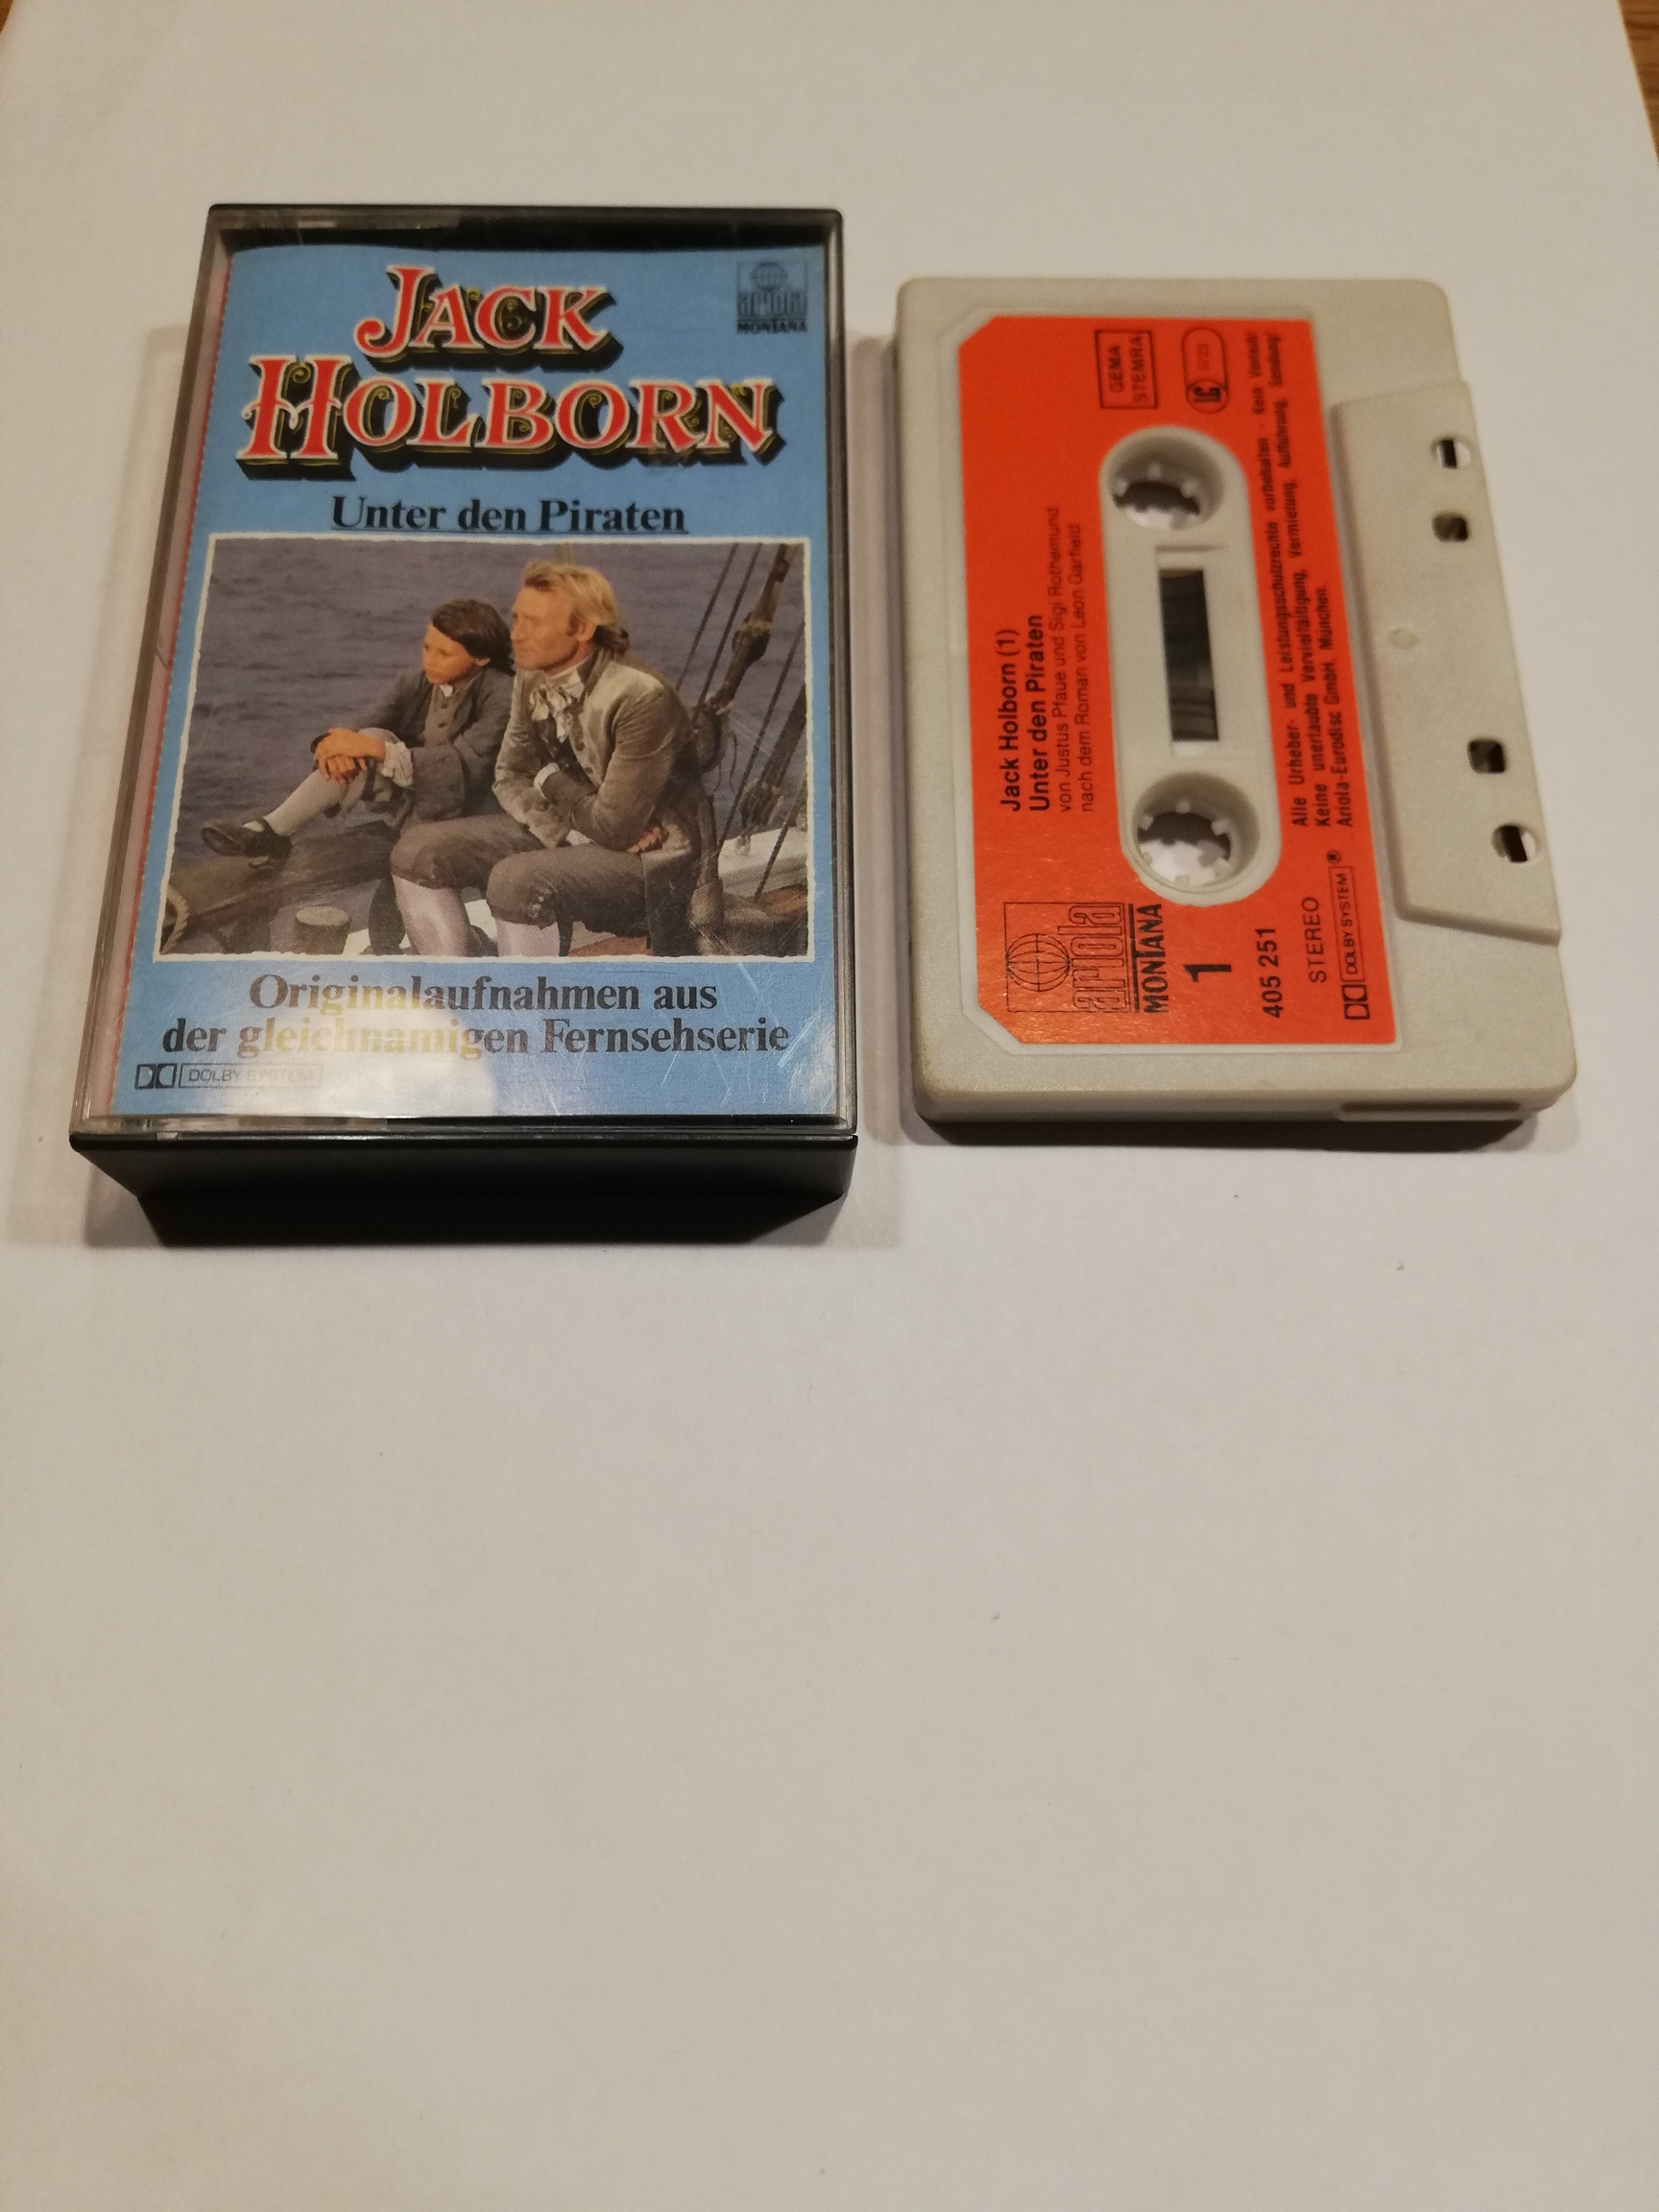 JACK
HOLBORN
ariola
MONTANA
Unter den Piraten
Originalaufnahmen aus
der gleichnamigen Fernsehserie
DOLBY SYSTEM
Jack Holborn (1)
Unter den Piraten
von Justus Pfaue und Sigi Rothemund
nach dem Roman von Leon Garfield
GEMA
STEMRA
LC
ariola
MONTANA
1
405 251
STEREO
DOLBY SYSTEM ®
Alle Urheber- und Leistungsschutzrechte vorbehalten - Kein Verleih!
Keine unerlaubte Vervielfältigung, Vermietung, Aufführung, Sendung!
Ariola-Eurodisc GmbH, München.